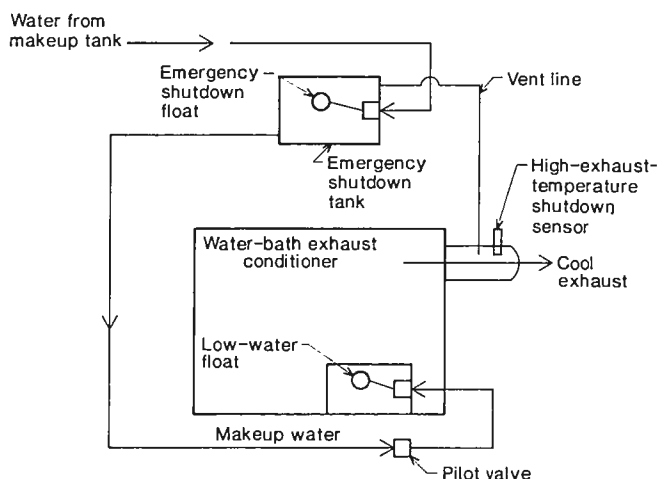 Water from
makeup tank
Emergency
shutdown
float
Vent line
Emergency
shutdown
tank
High-exhaust-
temperature
shutdown
sensor
Water-bath exhaust
conditioner
Cool
exhaust
Low-water
float
Makeup water
Pilot valve